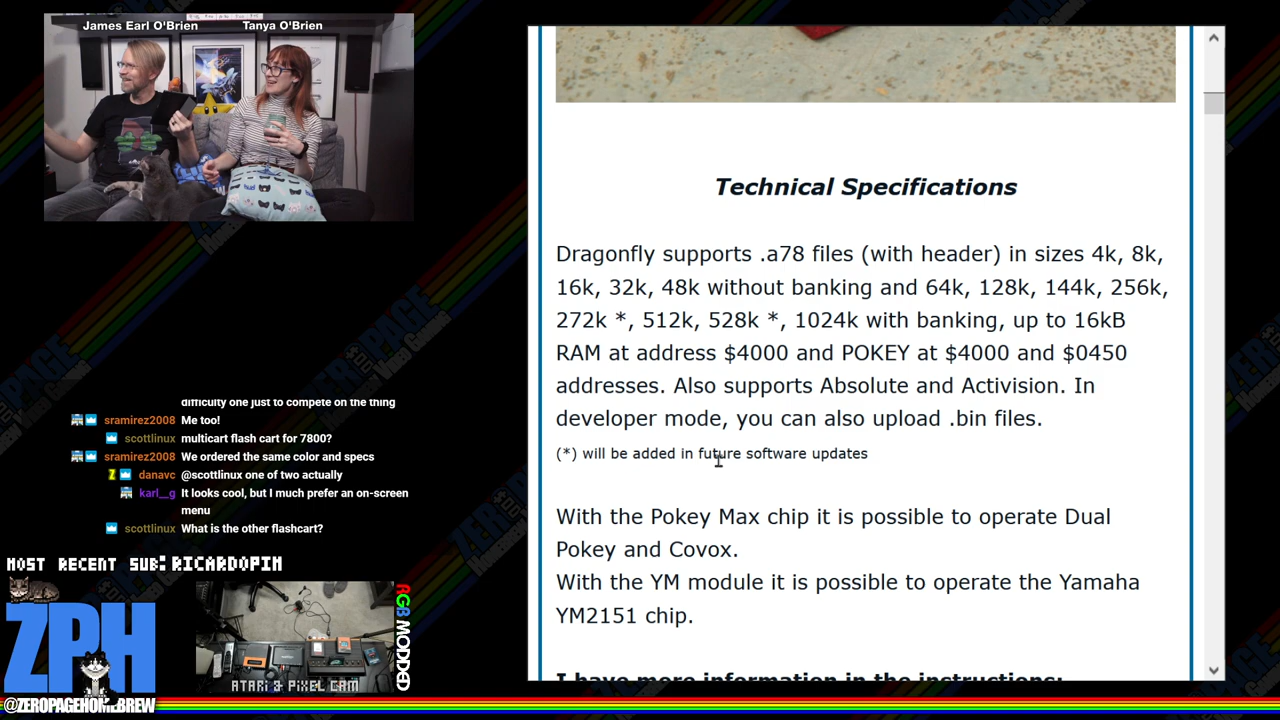 James Earl O'Brien
Tanya O'Brien
Technical Specifications
Dragonfly supports .a78 files (with header) in sizes 4k, 8k,
16k, 32k, 48k without banking and 64k, 128k, 144k, 256k,
272k *, 512k, 528k *, 1024k with banking, up to 16kB
RAM at address $4000 and POKEY at $4000 and $0450
addresses. Also supports Absolute and Activision. In
developer mode, you can also upload .bin files.
(*) will be added in future software updates
With the Pokey Max chip it is possible to operate Dual
Pokey and Covox.
With the YM module it is possible to operate the Yamaha
YM2151 chip.
I have more information in the instructions:
difficulty one just to compete on the thing
sramirez2008 Me too!
scottlinux multicart flash cart for 7800?
sramirez2008 We ordered the same color and specs
danavc @scottlinux one of two actually
karl__g It looks cool, but I much prefer an on-screen
menu
scottlinux What is the other flashcart?
MOST RECENT SUB: RICARDOPIM
ZPH
RGB MODDED
ATARI & PIXEL CAM
@ZEROPAGEHOMEBREW